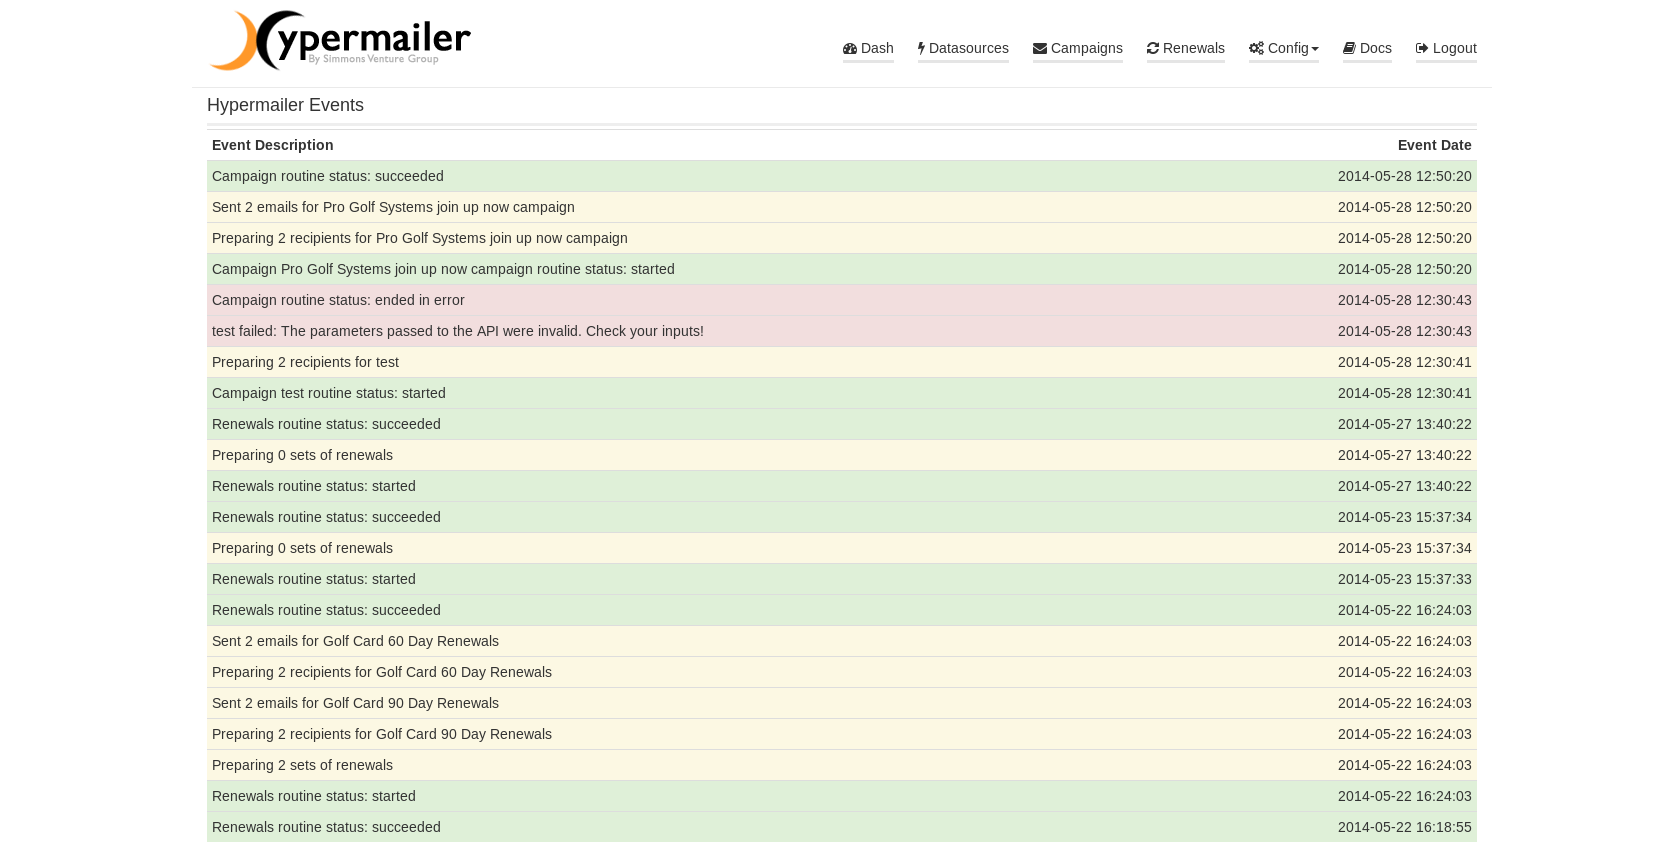 ypermailer
By Simmons Venture Group
Dash Datasources Campaigns Renewals Config Docs Logout
Hypermailer Events
Event Description Event Date
Campaign routine status: succeeded 2014-05-28 12:50:20
Sent 2 emails for Pro Golf Systems join up now campaign 2014-05-28 12:50:20
Preparing 2 recipients for Pro Golf Systems join up now campaign 2014-05-28 12:50:20
Campaign Pro Golf Systems join up now campaign routine status: started 2014-05-28 12:50:20
Campaign routine status: ended in error 2014-05-28 12:30:43
test failed: The parameters passed to the API were invalid. Check your inputs! 2014-05-28 12:30:43
Preparing 2 recipients for test 2014-05-28 12:30:41
Campaign test routine status: started 2014-05-28 12:30:41
Renewals routine status: succeeded 2014-05-27 13:40:22
Preparing 0 sets of renewals 2014-05-27 13:40:22
Renewals routine status: started 2014-05-27 13:40:22
Renewals routine status: succeeded 2014-05-23 15:37:34
Preparing 0 sets of renewals 2014-05-23 15:37:34
Renewals routine status: started 2014-05-23 15:37:33
Renewals routine status: succeeded 2014-05-22 16:24:03
Sent 2 emails for Golf Card 60 Day Renewals 2014-05-22 16:24:03
Preparing 2 recipients for Golf Card 60 Day Renewals 2014-05-22 16:24:03
Sent 2 emails for Golf Card 90 Day Renewals 2014-05-22 16:24:03
Preparing 2 recipients for Golf Card 90 Day Renewals 2014-05-22 16:24:03
Preparing 2 sets of renewals 2014-05-22 16:24:03
Renewals routine status: started 2014-05-22 16:24:03
Renewals routine status: succeeded 2014-05-22 16:18:55